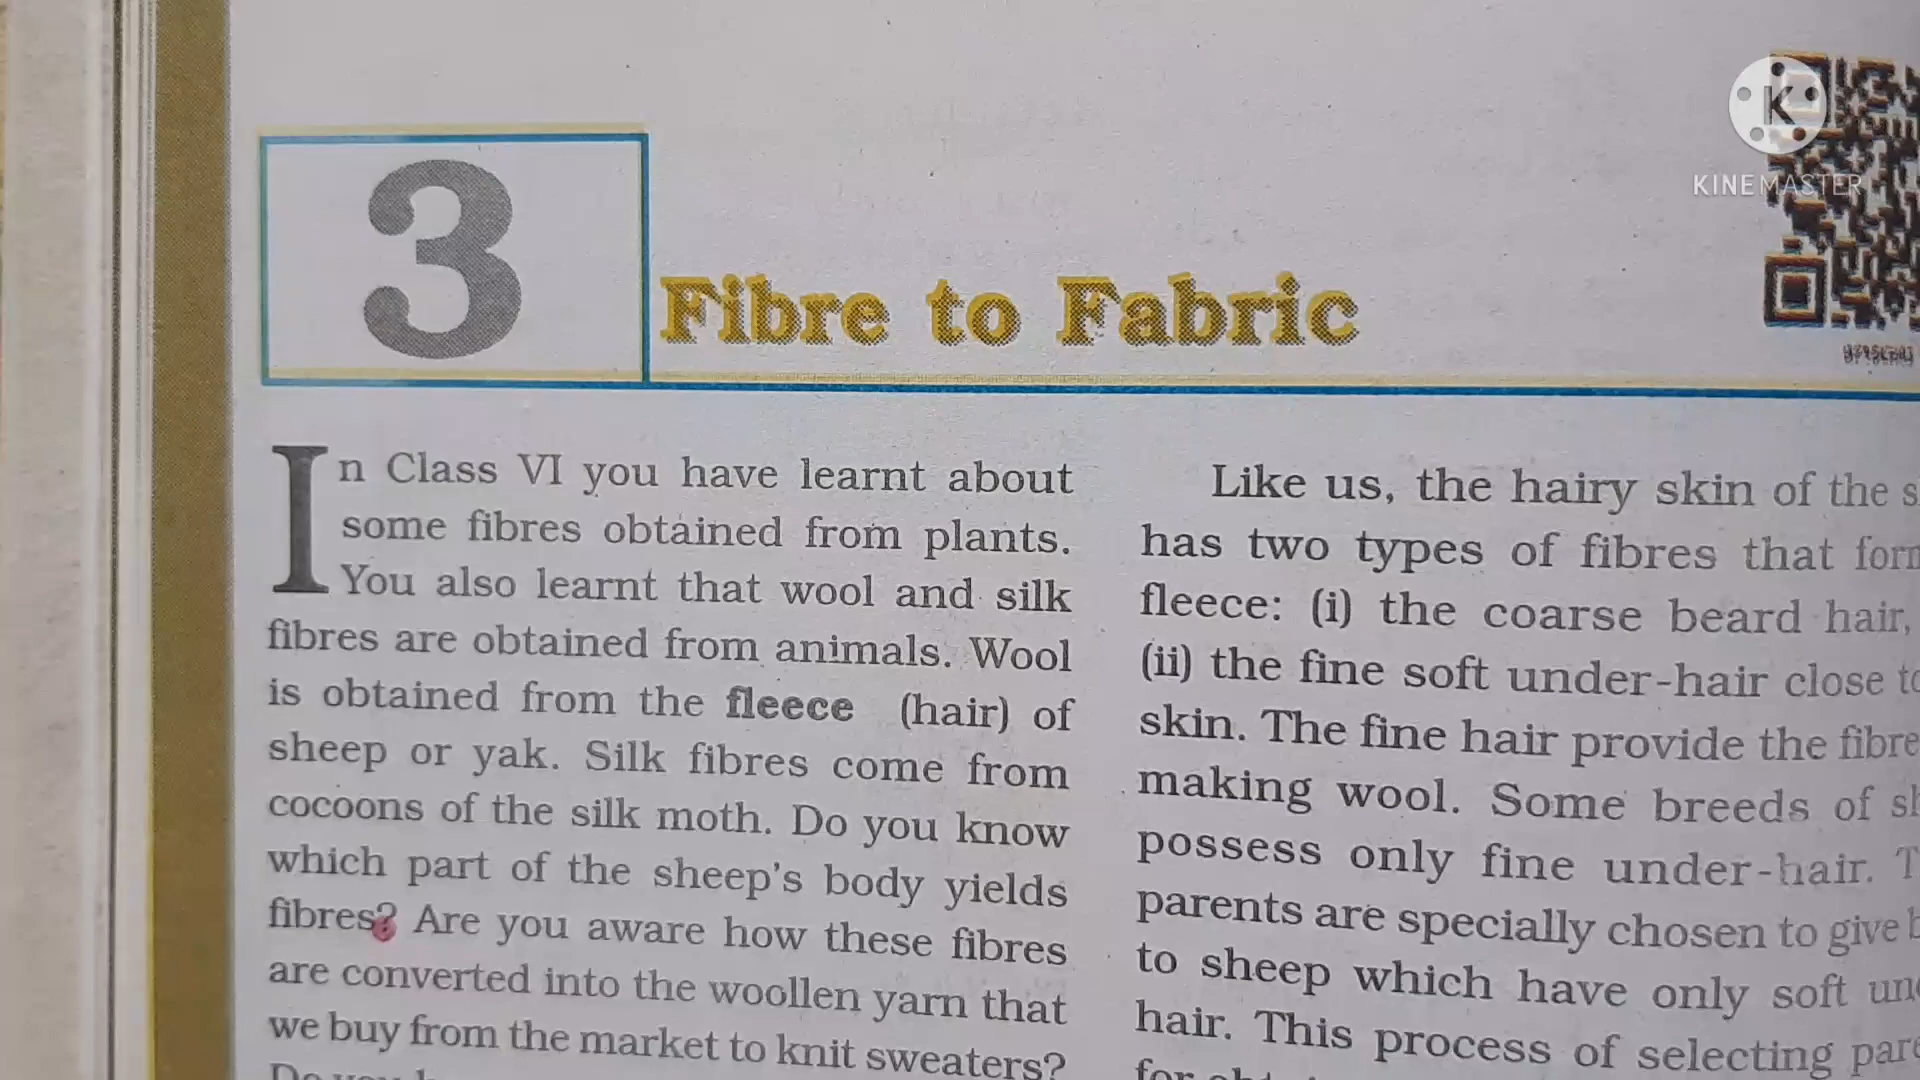 3
Fibre to Fabric
K
KINEMASTER
In Class VI you have learnt about
some fibres obtained from plants.
You also learnt that wool and silk
fibres are obtained from animals. Wool
is obtained from the fleece (hair) of
sheep or yak. Silk fibres come from
cocoons of the silk moth. Do you know
which part of the sheep's body yields
fibres? Are you aware how these fibres
are converted into the woollen yarn that
we buy from the market to knit sweaters?
Like us, the hairy skin of the
has two types of fibres that
fleece: (i) the coarse beard hair,
(ii) the fine soft under-hair close
skin. The fine hair provide the
making wool. Some breeds of
possess only fine under-hair.
parents are specially chosen to give
to sheep which have only soft
hair. This process of selecting
for